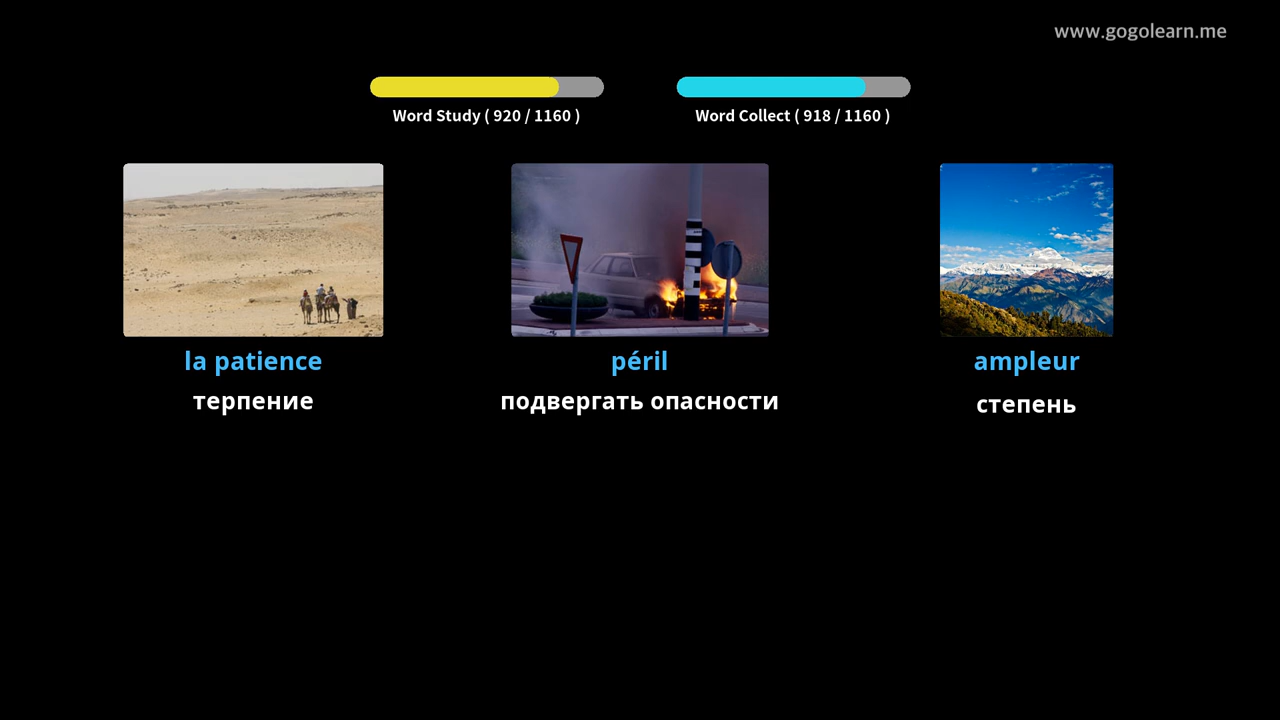 www.gogolearn.me
Word Study ( 920 / 1160 )
Word Collect ( 918 / 1160 )
la patience
péril
ampleur
терпение
подвергать опасности
степень